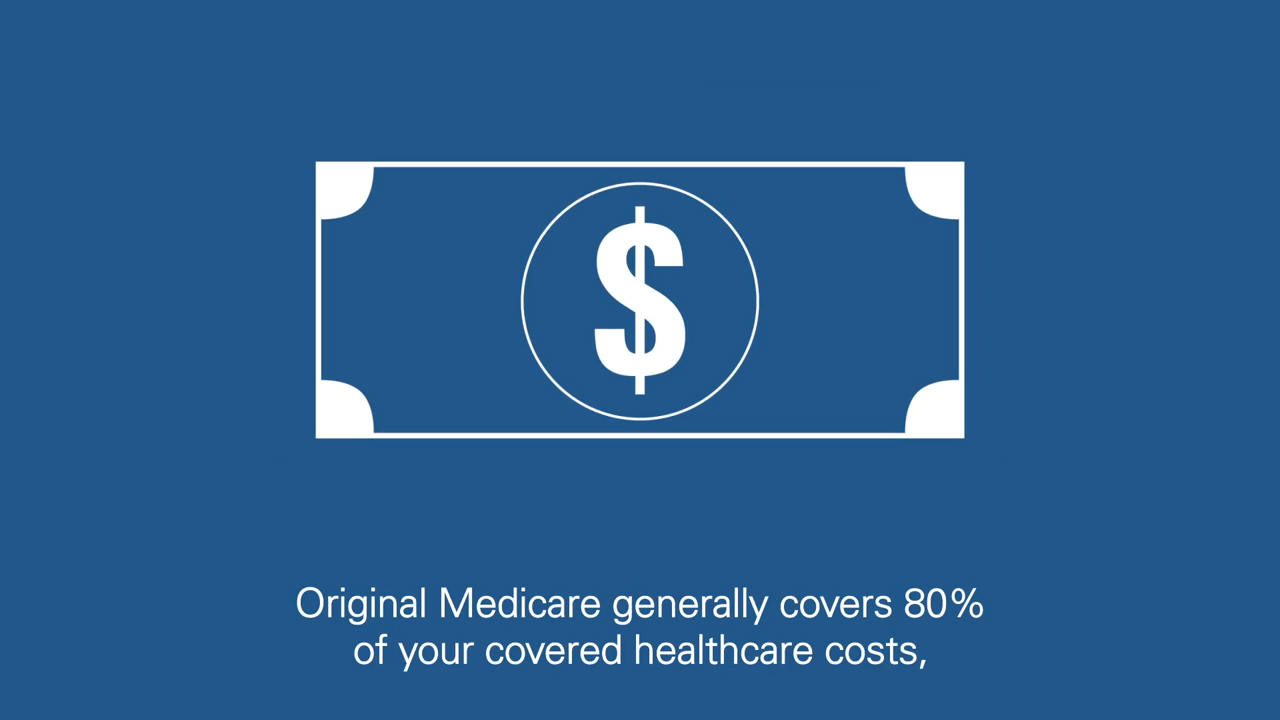 $
Original Medicare generally covers 80%
of your covered healthcare costs,